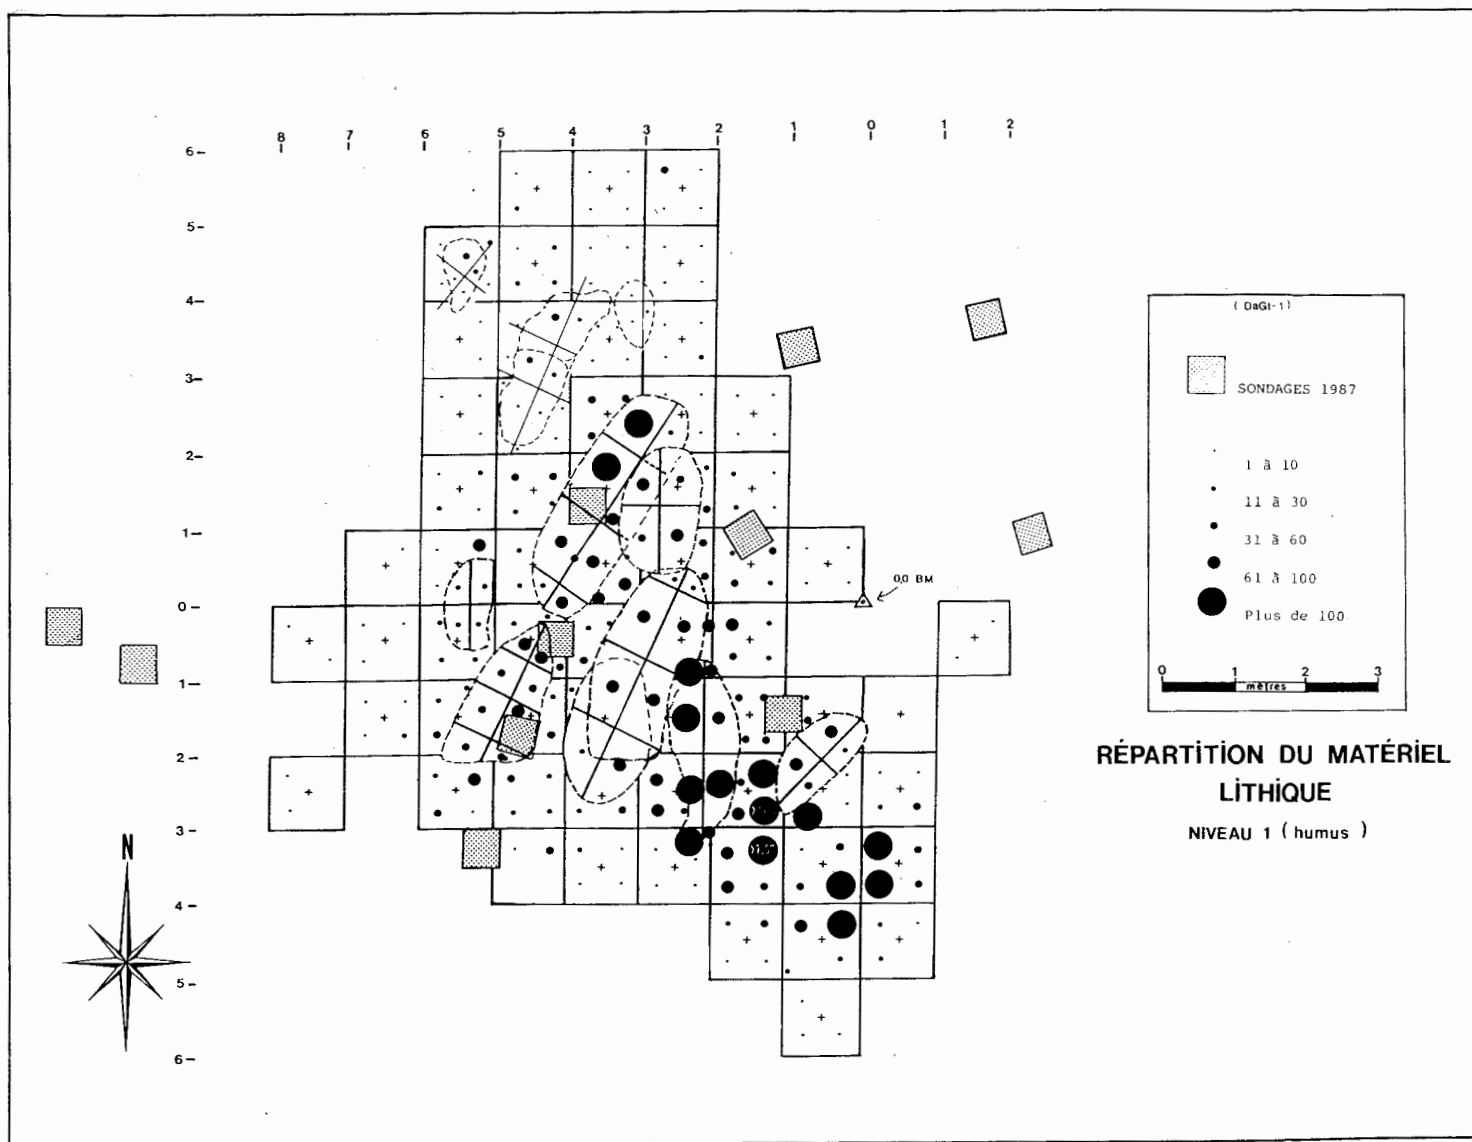 8 7 6 5 4 3 2 1 0 1 2
6
5
4
3
2
1
0
1
2
3
4
5
6
0,0 BM
N
( DaGt-1)
SONDAGES 1987
1 à 10
11 à 30
31 à 60
61 à 100
Plus de 100
0 1 2 3
mètres
RÉPARTITION DU MATÉRIEL
LITHIQUE
NIVEAU 1 ( humus )